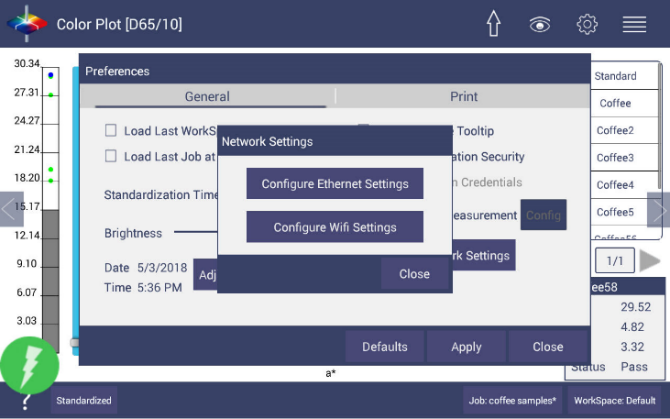 Color Plot [D65/10]
30.34
27.31
24.27
21.24
18.20
15.17
12.14
9.10
6.07
3.03
Preferences
General
Print
Load Last WorkS
Tooltip
Load Last Job at
ation Security
Standardization Time
n Credentials
easurement
Config
Brightness
rk Settings
Date 5/3/2018
Adj
Time 5:36 PM
Network Settings
Configure Ethernet Settings
Configure Wifi Settings
Close
Defaults
Apply
Close
a*
Standard
Coffee
Coffee2
Coffee3
Coffee4
Coffee5
1/1
ee58
29.52
4.82
3.32
Status Pass
?
Standardized
Job: coffee samples*
WorkSpace: Default